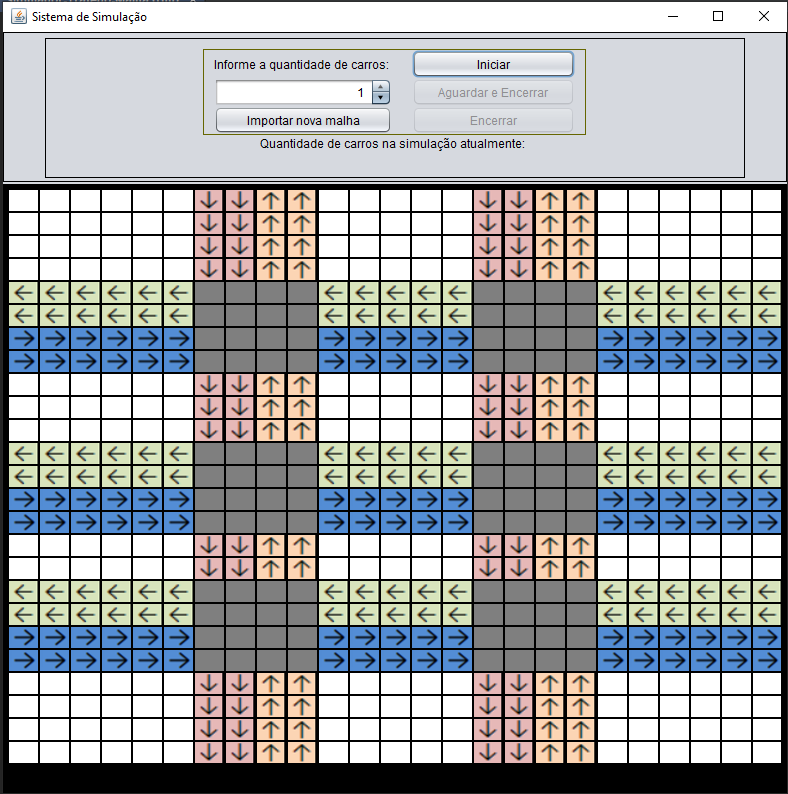 Sistema de Simulação
Informe a quantidade de carros:
Iniciar
1
Aguardar e Encerrar
Importar nova malha
Encerrar
Quantidade de carros na simulação atualmente: